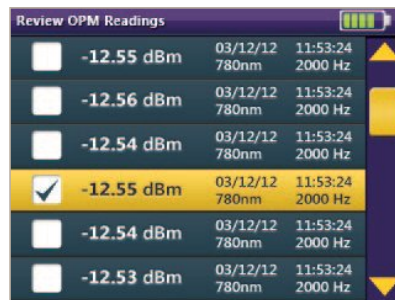 Review OPM Readings
-12.55 dBm 03/12/12 11:53:24
780nm 2000 Hz
-12.56 dBm 03/12/12 11:53:24
780nm 2000 Hz
-12.54 dBm 03/12/12 11:53:24
780nm 2000 Hz
-12.55 dBm 03/12/12 11:53:24
780nm 2000 Hz
-12.54 dBm 03/12/12 11:53:24
780nm 2000 Hz
-12.53 dBm 03/12/12 11:53:24
780nm 2000 Hz